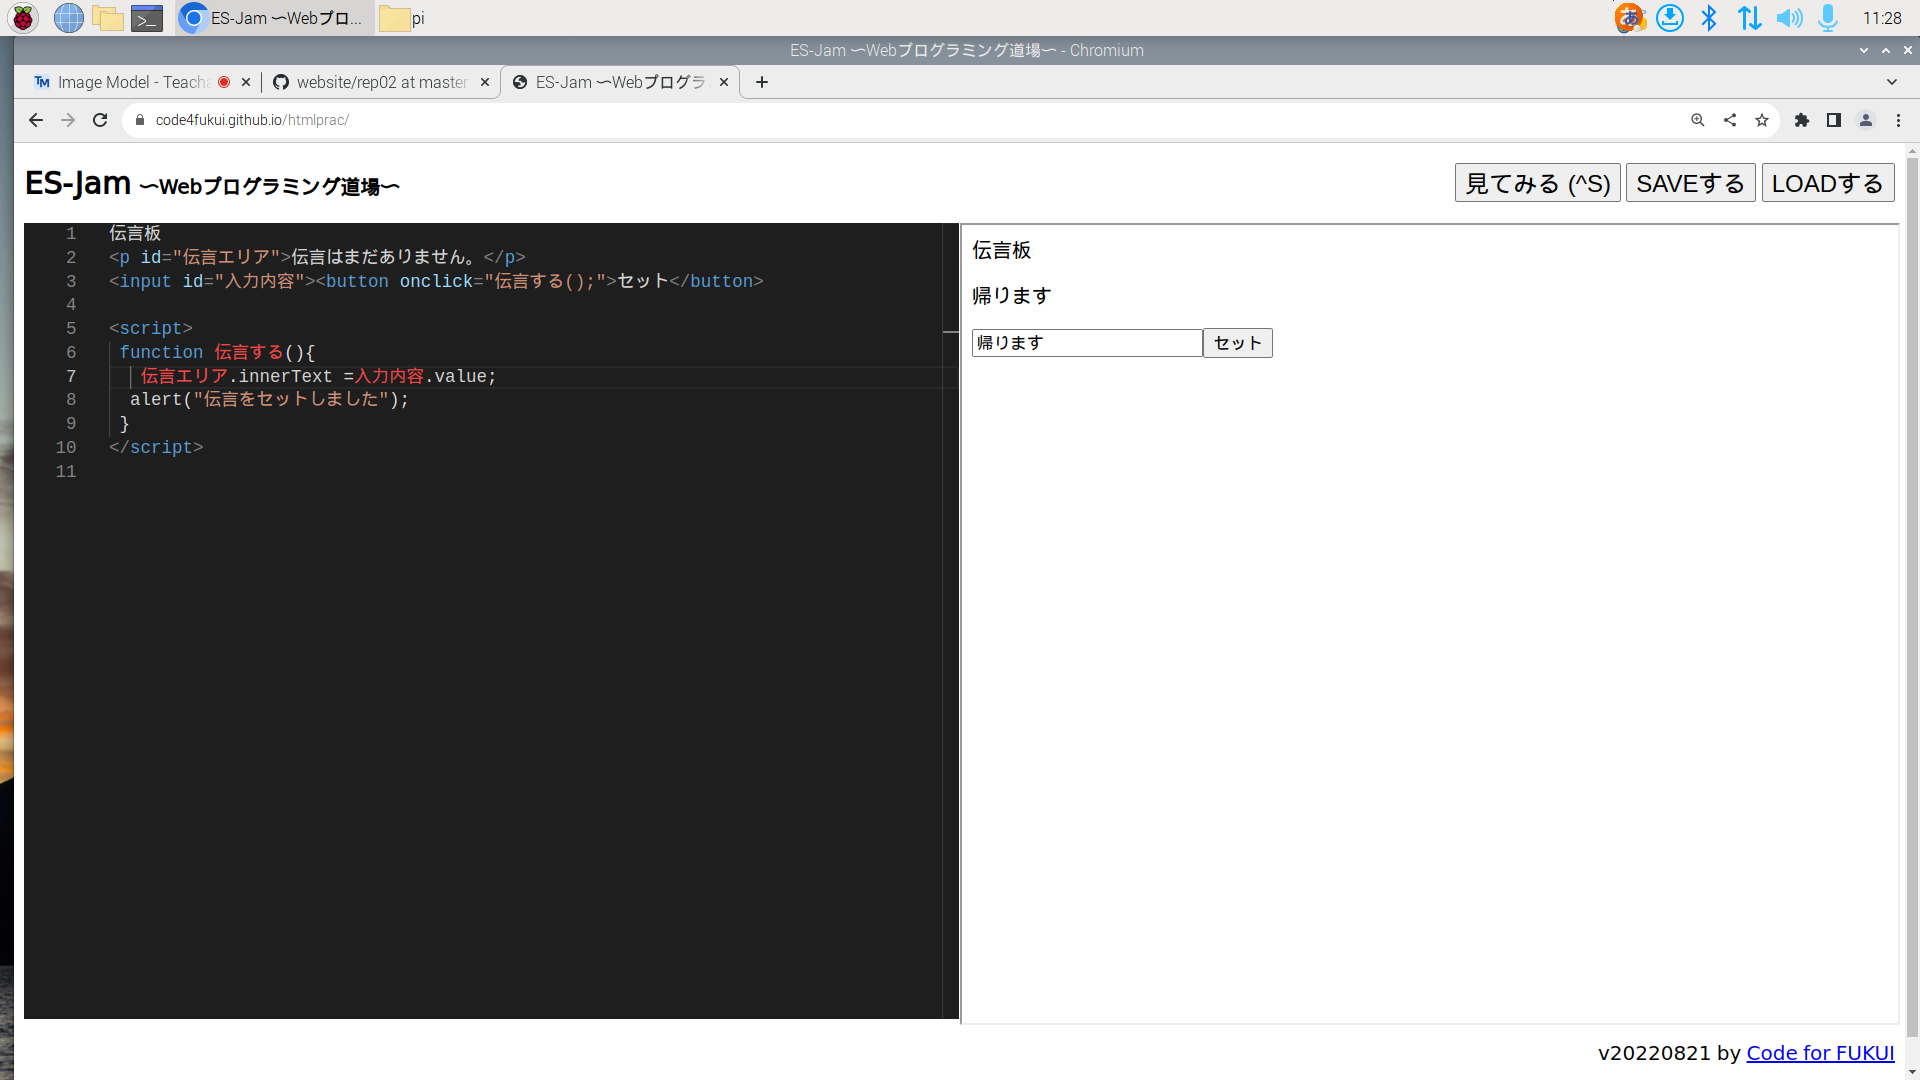 ES-Jam ～Webプロ...
pi
11:28
ES-Jam ～Webプログラミング道場～ - Chromium
Image Model - Teacha
website/rep02 at master
ES-Jam ～Webプログラ
code4fukui.github.io/htmlprac/
ES-Jam ～Webプログラミング道場～
見てみる (^S)
SAVEする
LOADする
1 伝言板
2 <p id="伝言エリア">伝言はまだありません。</p>
3 <input id="入力内容"><button onclick="伝言する();">セット</button>
4
5 <script>
6 function 伝言する(){
7 伝言エリア.innerText =入力内容.value;
8 alert("伝言をセットしました");
9 }
10 </script>
11
伝言板
帰ります
帰ります セット
v20220821 by Code for FUKUI